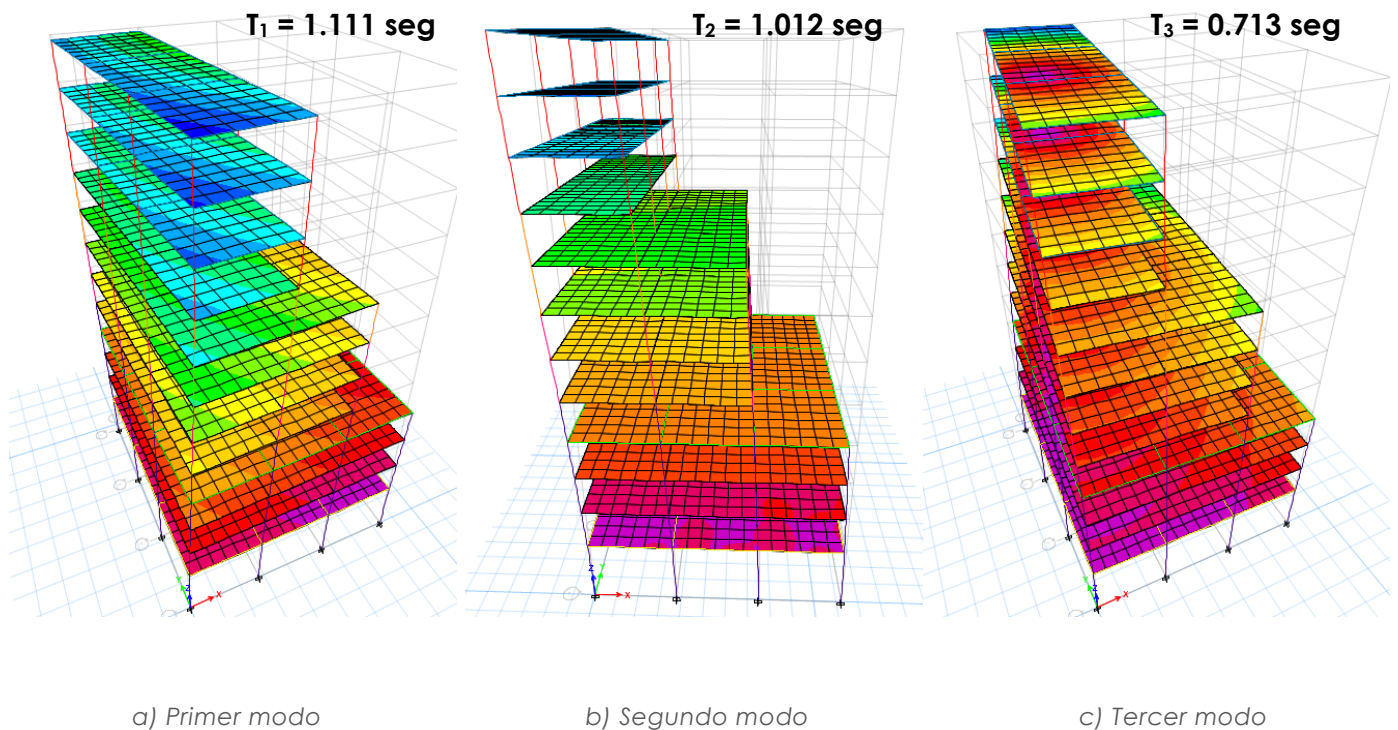 T₁ = 1.111 seg
T₂ = 1.012 seg
T₃ = 0.713 seg
Z
Y
X
Z
Y
X
Z
Y
X
a) Primer modo
b) Segundo modo
c) Tercer modo